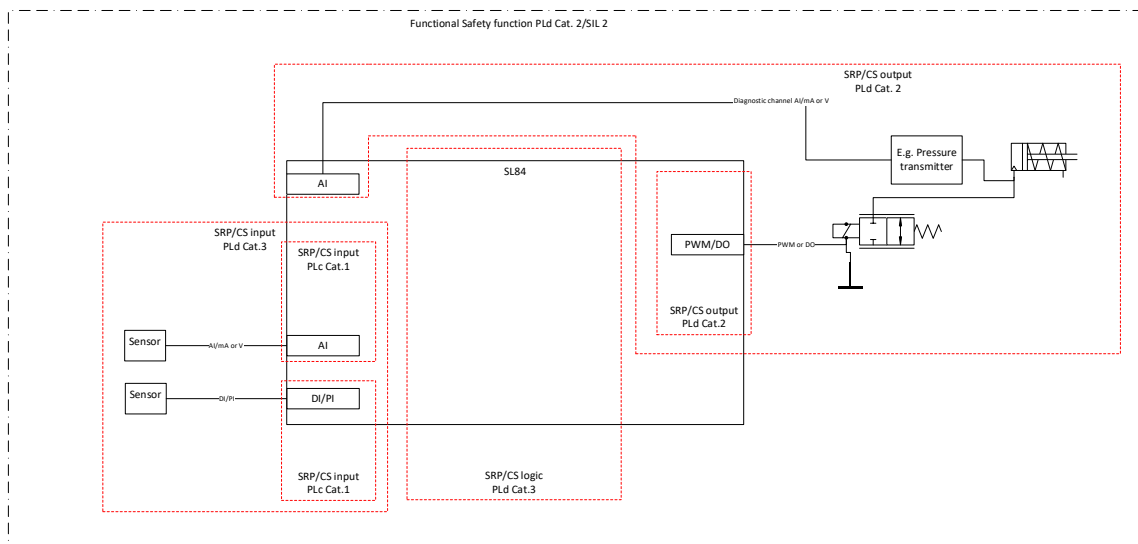 Functional Safety function PLd Cat. 2/SIL 2
SRP/CS output
PLd Cat. 2
Diagnostic channel AI/mA or V
E.g. Pressure
transmitter
SL84
AI
SRP/CS input
PLd Cat.3
SRP/CS input
PLc Cat.1
PWM/DO
PWM or DO
SRP/CS output
PLd Cat.2
Sensor
AI/mA or V
AI
Sensor
DI/PI
DI/PI
SRP/CS input
PLc Cat.1
SRP/CS logic
PLd Cat.3